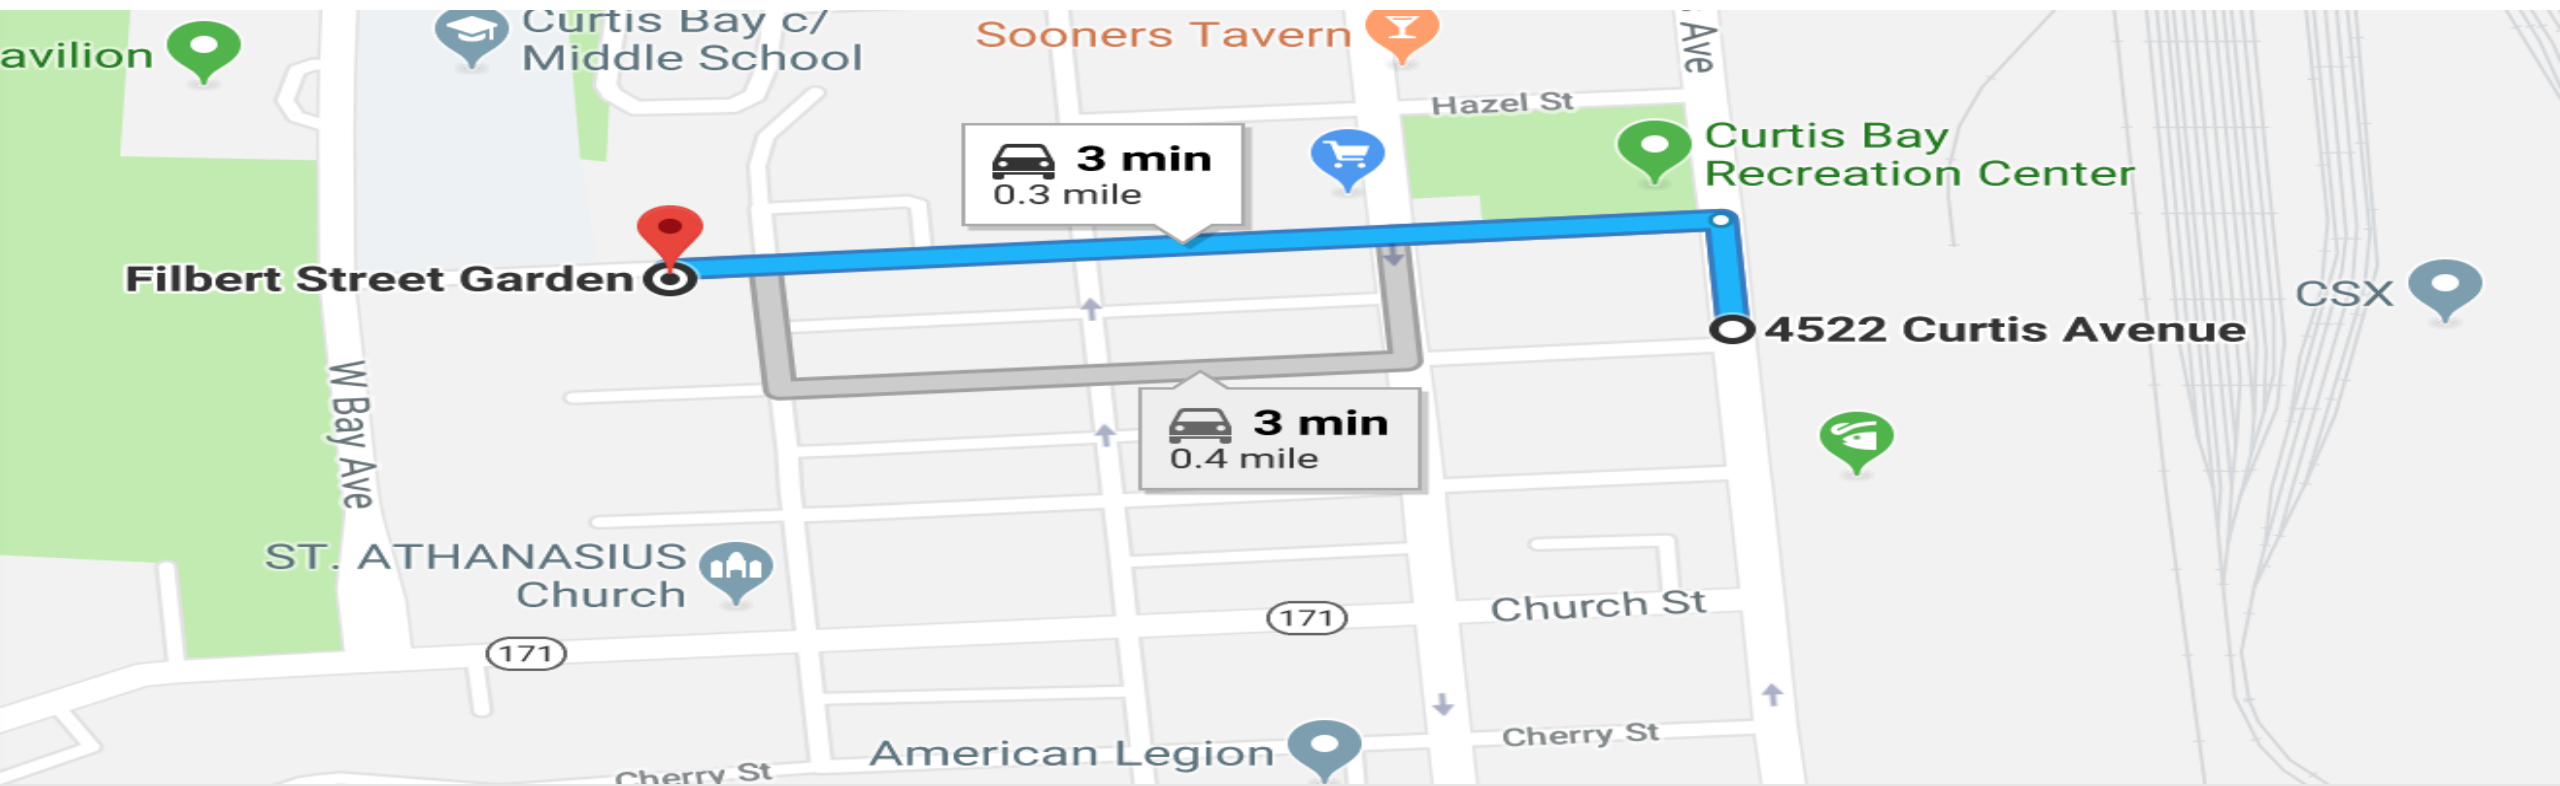 Curtis Bay c/
Middle School
Sooners Tavern
Ave
avilion
Hazel St
Curtis Bay
Recreation Center
3 min
0.3 mile
Filbert Street Garden
CSX
4522 Curtis Avenue
W Bay Ave
3 min
0.4 mile
ST. ATHANASIUS
Church
171
Church St
171
Cherry St
American Legion
Cherry St